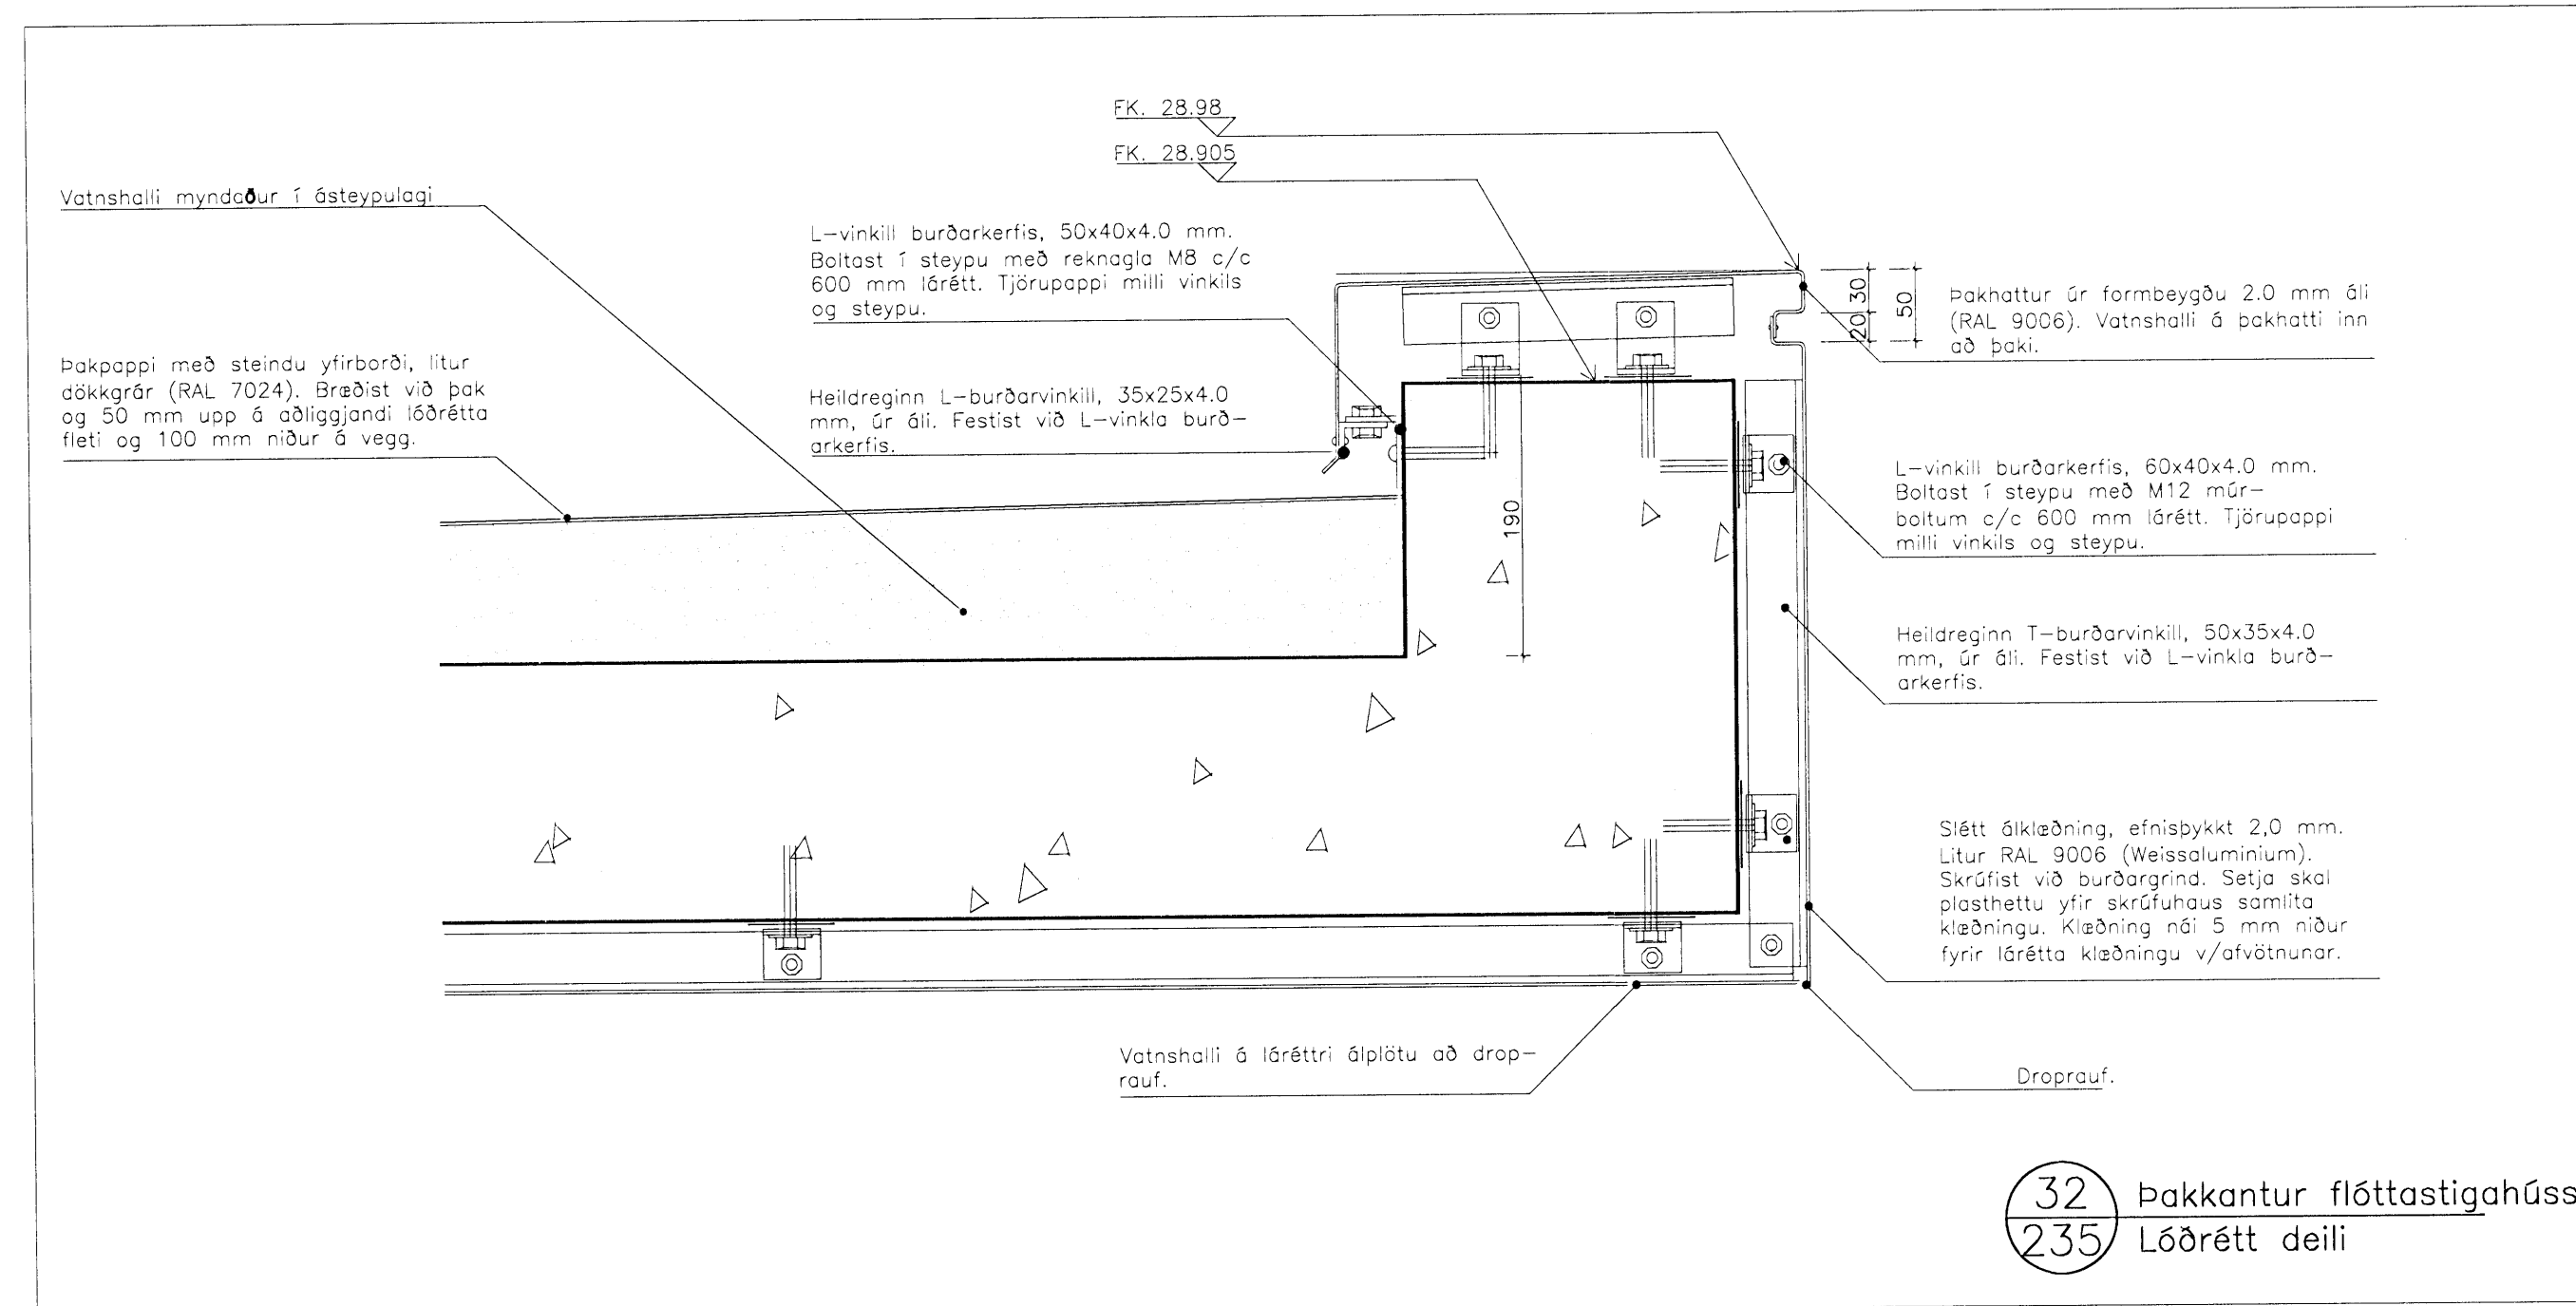 FK. 28.98
FK. 28.905
Vatnshalli myndaður í ásteypulagi
L-vinkill burðarkerfis, 50x40x4.0 mm.
Boltast í steypu með reknagla M8 c/c
600 mm lárétt. Tjörupappi milli vinkils
og steypu.
Þakpappi með steindu yfirborði, litur
dökkgrár (RAL 7024). Bræðist við þak
og 50 mm upp á aðliggjandi lóðrétta
fleti og 100 mm niður á vegg.
Heildreginn L-burðarvinkill, 35x25x4.0
mm, úr áli. Festist við L-vinkla burð-
arkerfis.
30
20
50
190
Þakhattur úr formbeygðu 2.0 mm áli
(RAL 9006). Vatnshalli á þakhatti inn
að þaki.
L-vinkill burðarkerfis, 60x40x4.0 mm.
Boltast í steypu með M12 múr-
boltum c/c 600 mm lárétt. Tjörupappi
milli vinkils og steypu.
Heildreginn T-burðarvinkill, 50x35x4.0
mm, úr áli. Festist við L-vinkla burð-
arkerfis.
Slétt álklæðning, efnisþykkt 2,0 mm.
Litur RAL 9006 (Weissaluminium).
Skrúfist við burðargrind. Setja skal
plasthettu yfir skrúfuhaus samlita
klæðningu. Klæðning nái 5 mm niður
fyrir lárétta klæðningu v/afvötnunar.
Vatnshalli á láréttri álplötu að drop-
rauf.
Droprauf.
32
235
Þakkantur flóttastigahúss
Lóðrétt deili